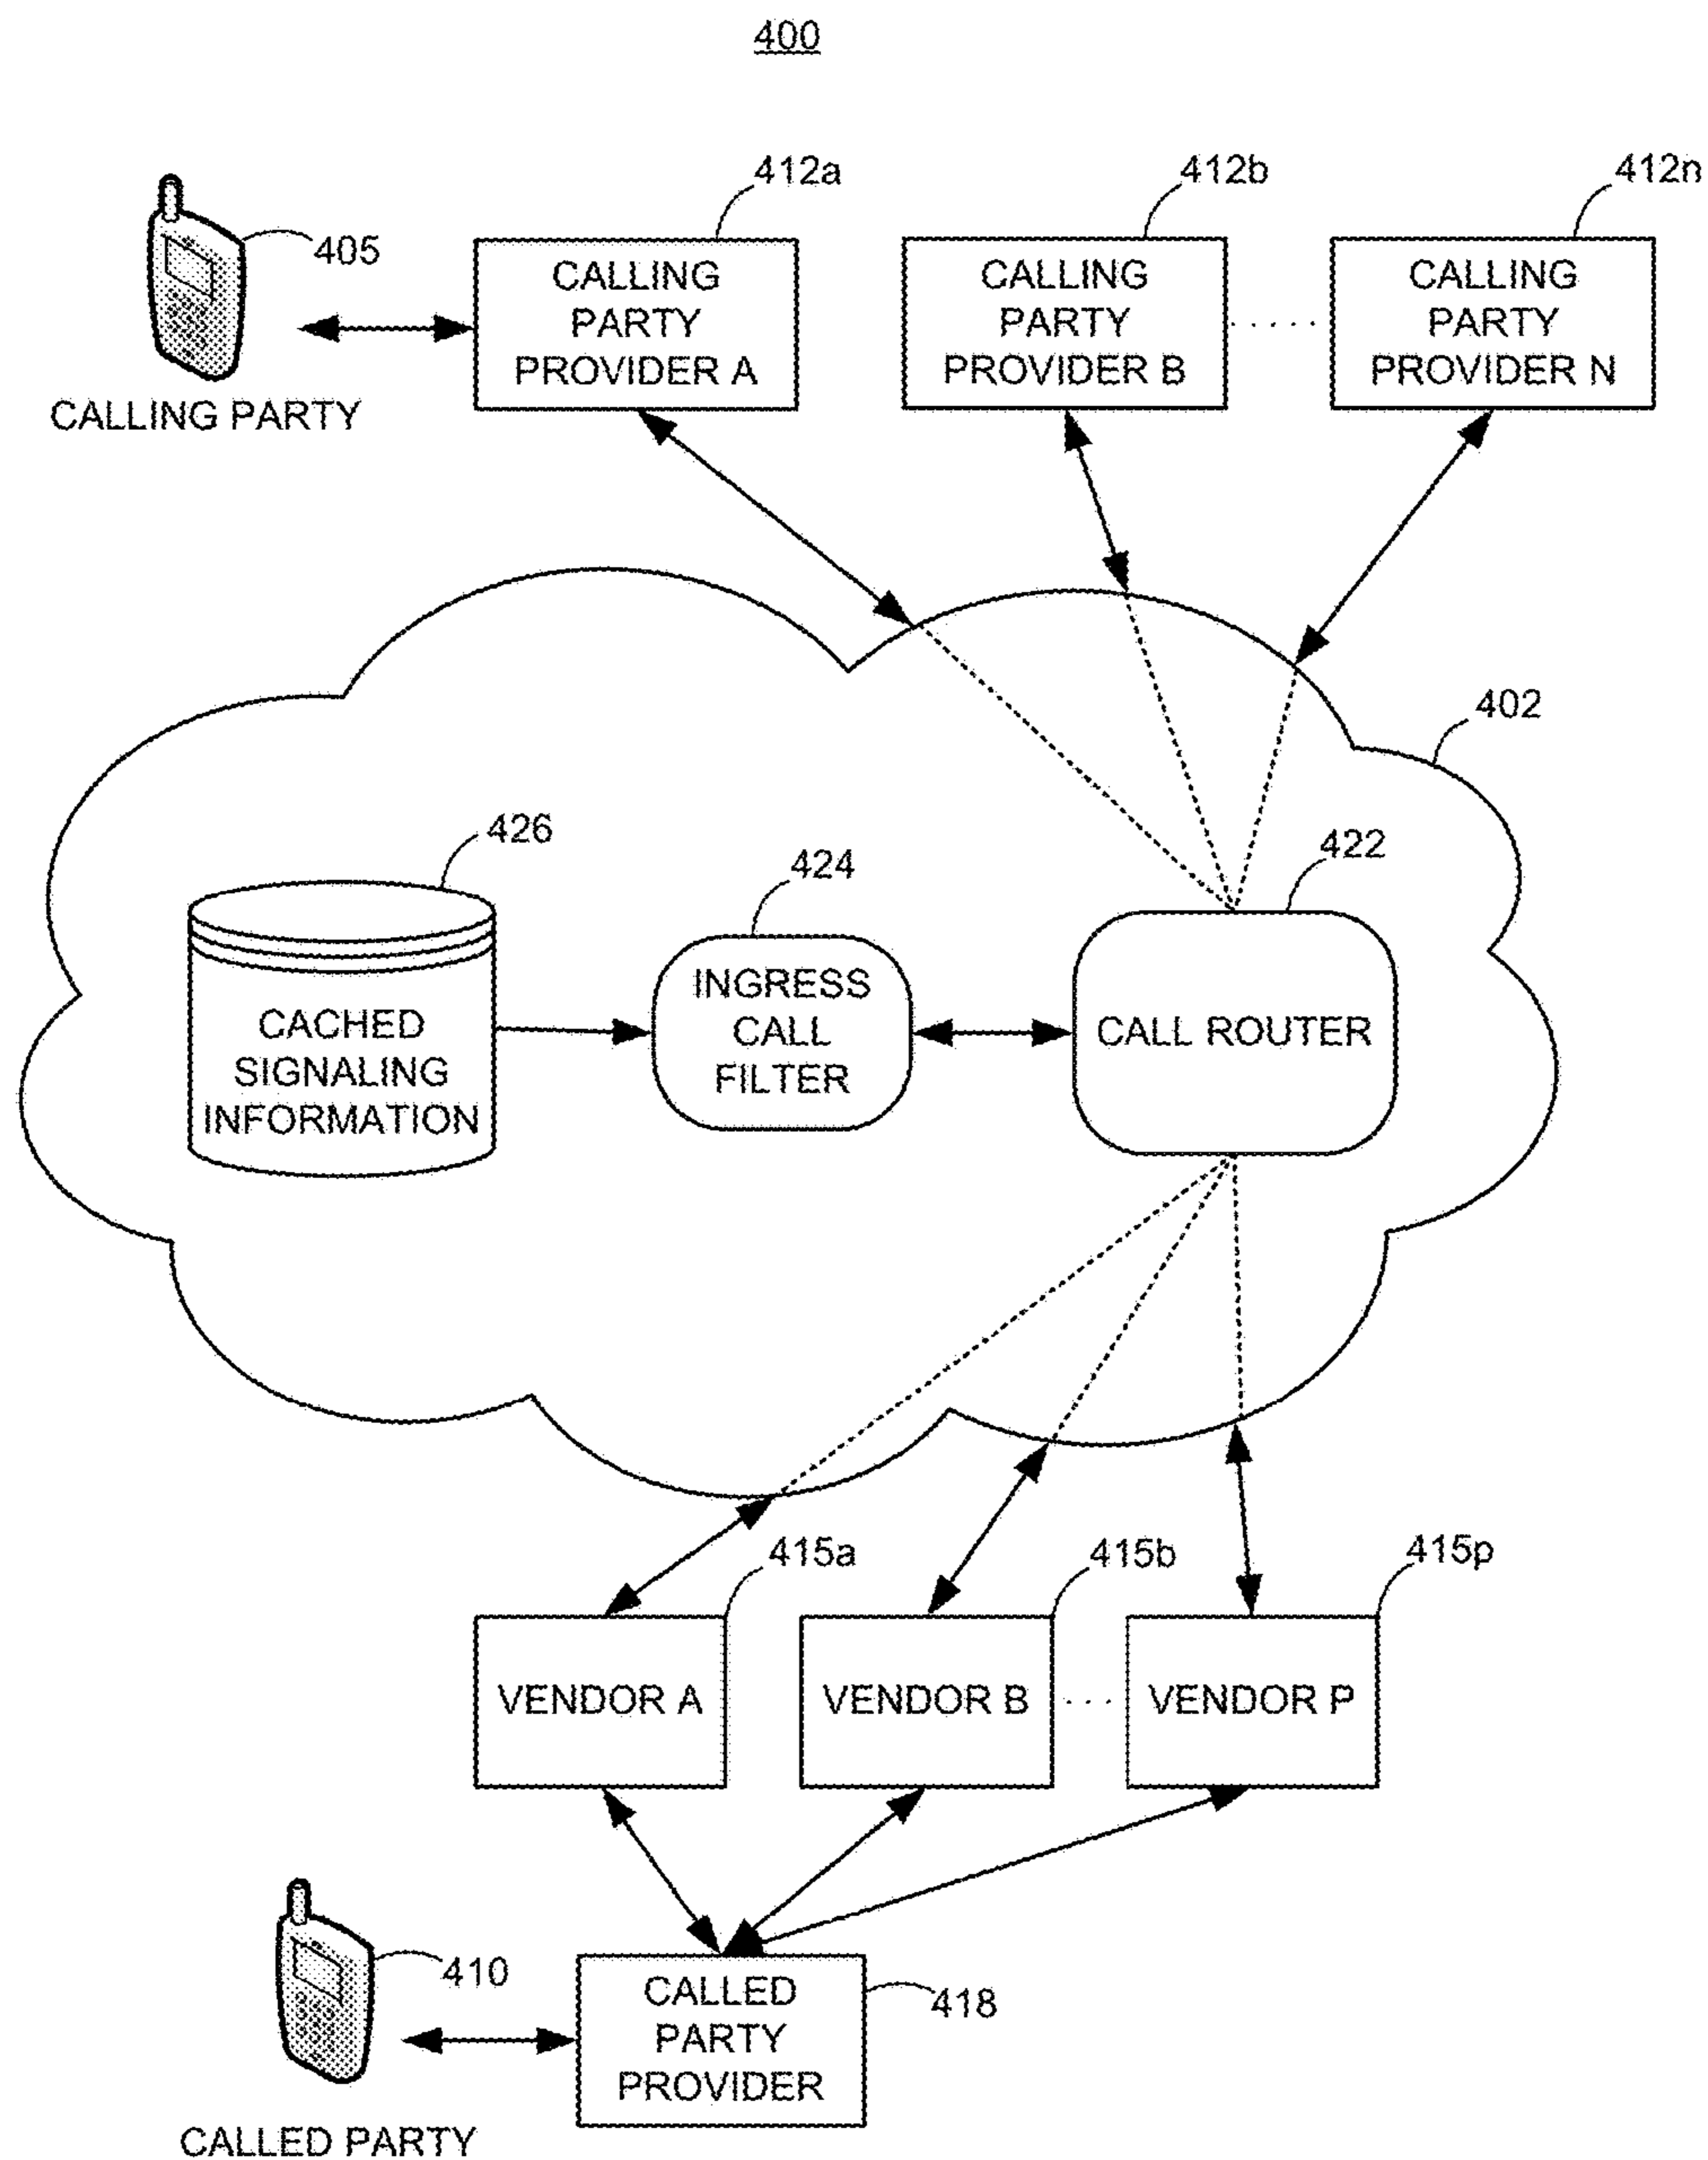 400
412a
412b
412n
405
CALLING
PARTY
PROVIDER A
CALLING
PARTY
PROVIDER B
CALLING
PARTY
PROVIDER N
CALLING PARTY
402
426
424
422
CACHED
SIGNALING
INFORMATION
INGRESS
CALL
FILTER
CALL ROUTER
415a
415b
415p
VENDOR A
VENDOR B
VENDOR P
410
418
CALLED
PARTY
PROVIDER
CALLED PARTY